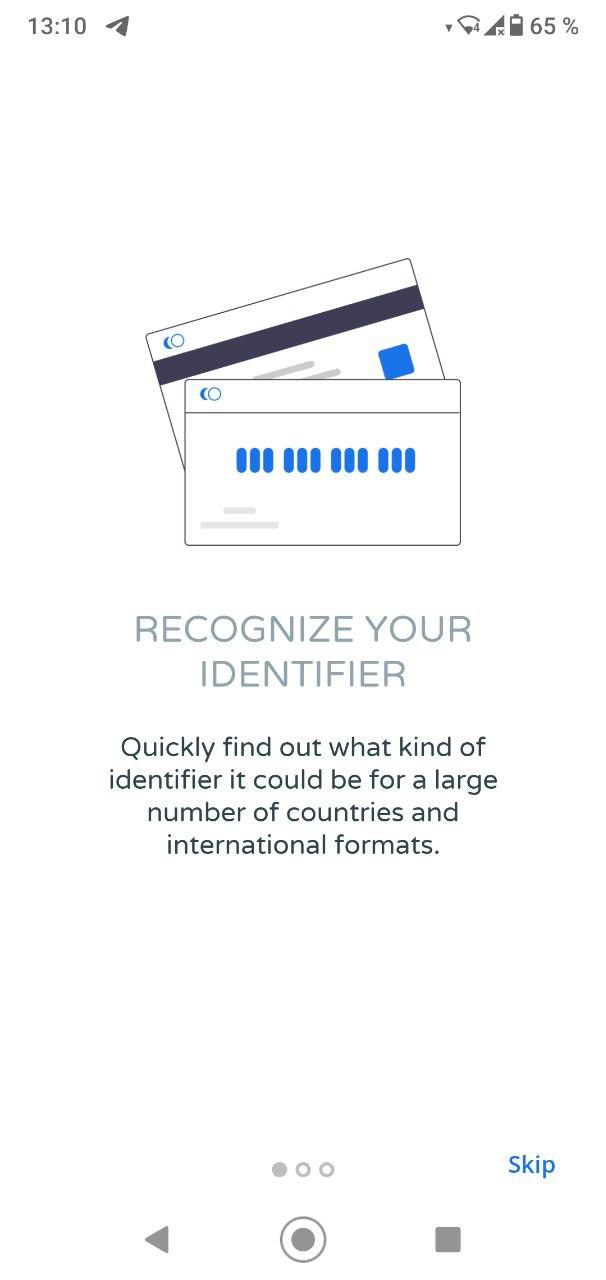 13:10
4
65 %
RECOGNIZE YOUR
IDENTIFIER
Quickly find out what kind of
identifier it could be for a large
number of countries and
international formats.
Skip